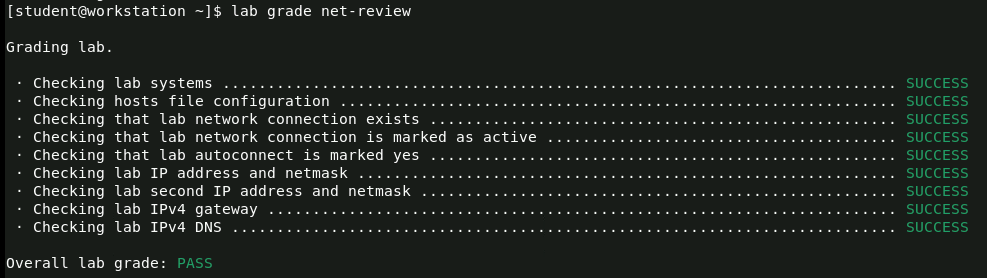 [student@workstation ~]$ lab grade net-review
Grading lab.
· Checking lab systems ........................................................................... SUCCESS
· Checking hosts file configuration .............................................................. SUCCESS
· Checking that lab network connection exists .................................................... SUCCESS
· Checking that lab network connection is marked as active ....................................... SUCCESS
· Checking that lab autoconnect is marked yes .................................................... SUCCESS
· Checking lab IP address and netmask ............................................................ SUCCESS
· Checking lab second IP address and netmask ..................................................... SUCCESS
· Checking lab IPv4 gateway ...................................................................... SUCCESS
· Checking lab IPv4 DNS .......................................................................... SUCCESS
Overall lab grade: PASS